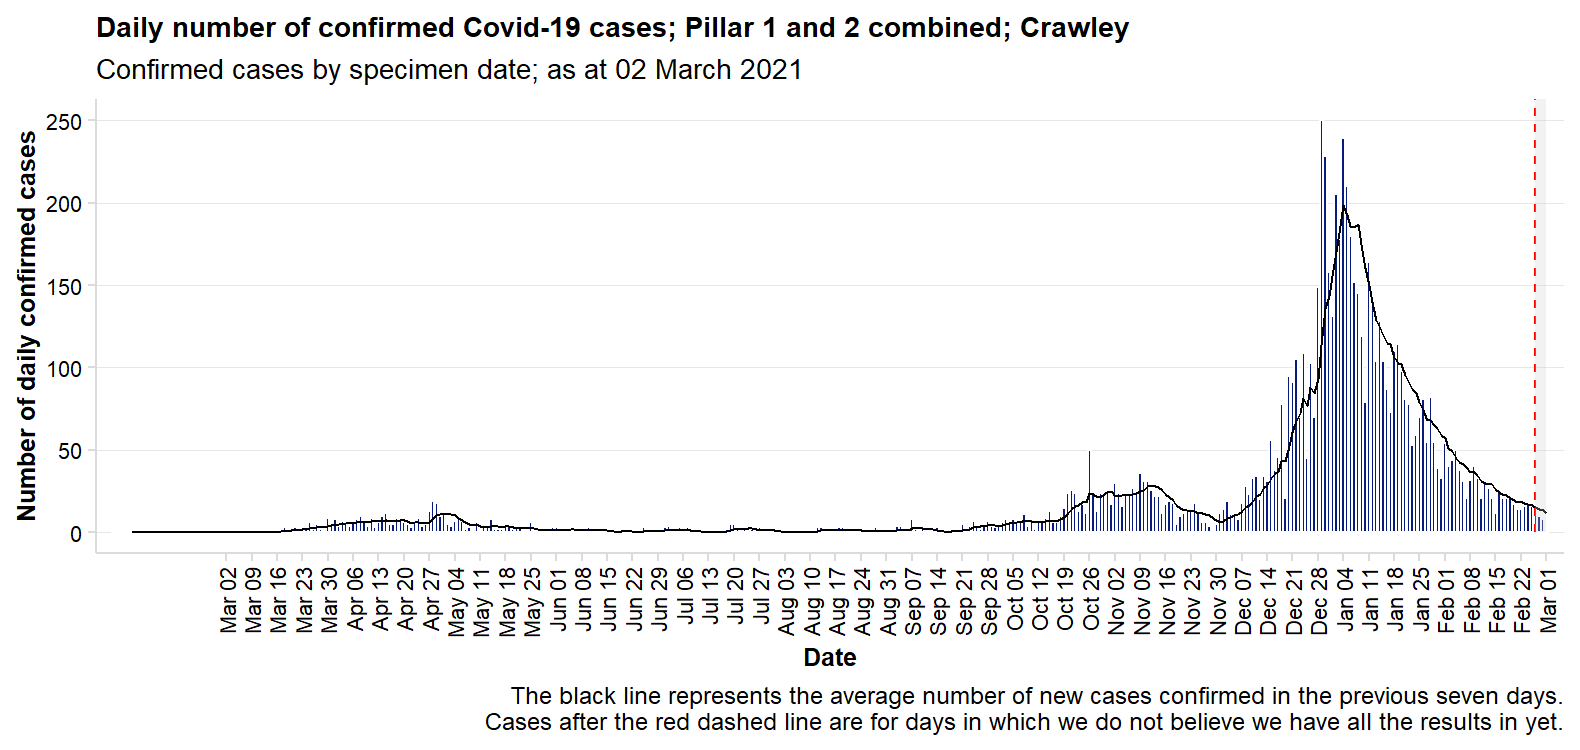 Daily number of confirmed Covid-19 cases; Pillar 1 and 2 combined; Crawley
Confirmed cases by specimen date; as at 02 March 2021
Number of daily confirmed cases
250
200
150
100
50
0
Mar 02
Mar 09
Mar 16
Mar 23
Mar 30
Apr 06
Apr 13
Apr 20
Apr 27
May 04
May 11
May 18
May 25
Jun 01
Jun 08
Jun 15
Jun 22
Jun 29
Jul 06
Jul 13
Jul 20
Jul 27
Aug 03
Aug 10
Aug 17
Aug 24
Aug 31
Sep 07
Sep 14
Sep 21
Sep 28
Oct 05
Oct 12
Oct 19
Oct 26
Nov 02
Nov 09
Nov 16
Nov 23
Nov 30
Dec 07
Dec 14
Dec 21
Dec 28
Jan 04
Jan 11
Jan 18
Jan 25
Feb 01
Feb 08
Feb 15
Feb 22
Mar 01
Date
The black line represents the average number of new cases confirmed in the previous seven days.
Cases after the red dashed line are for days in which we do not believe we have all the results in yet.